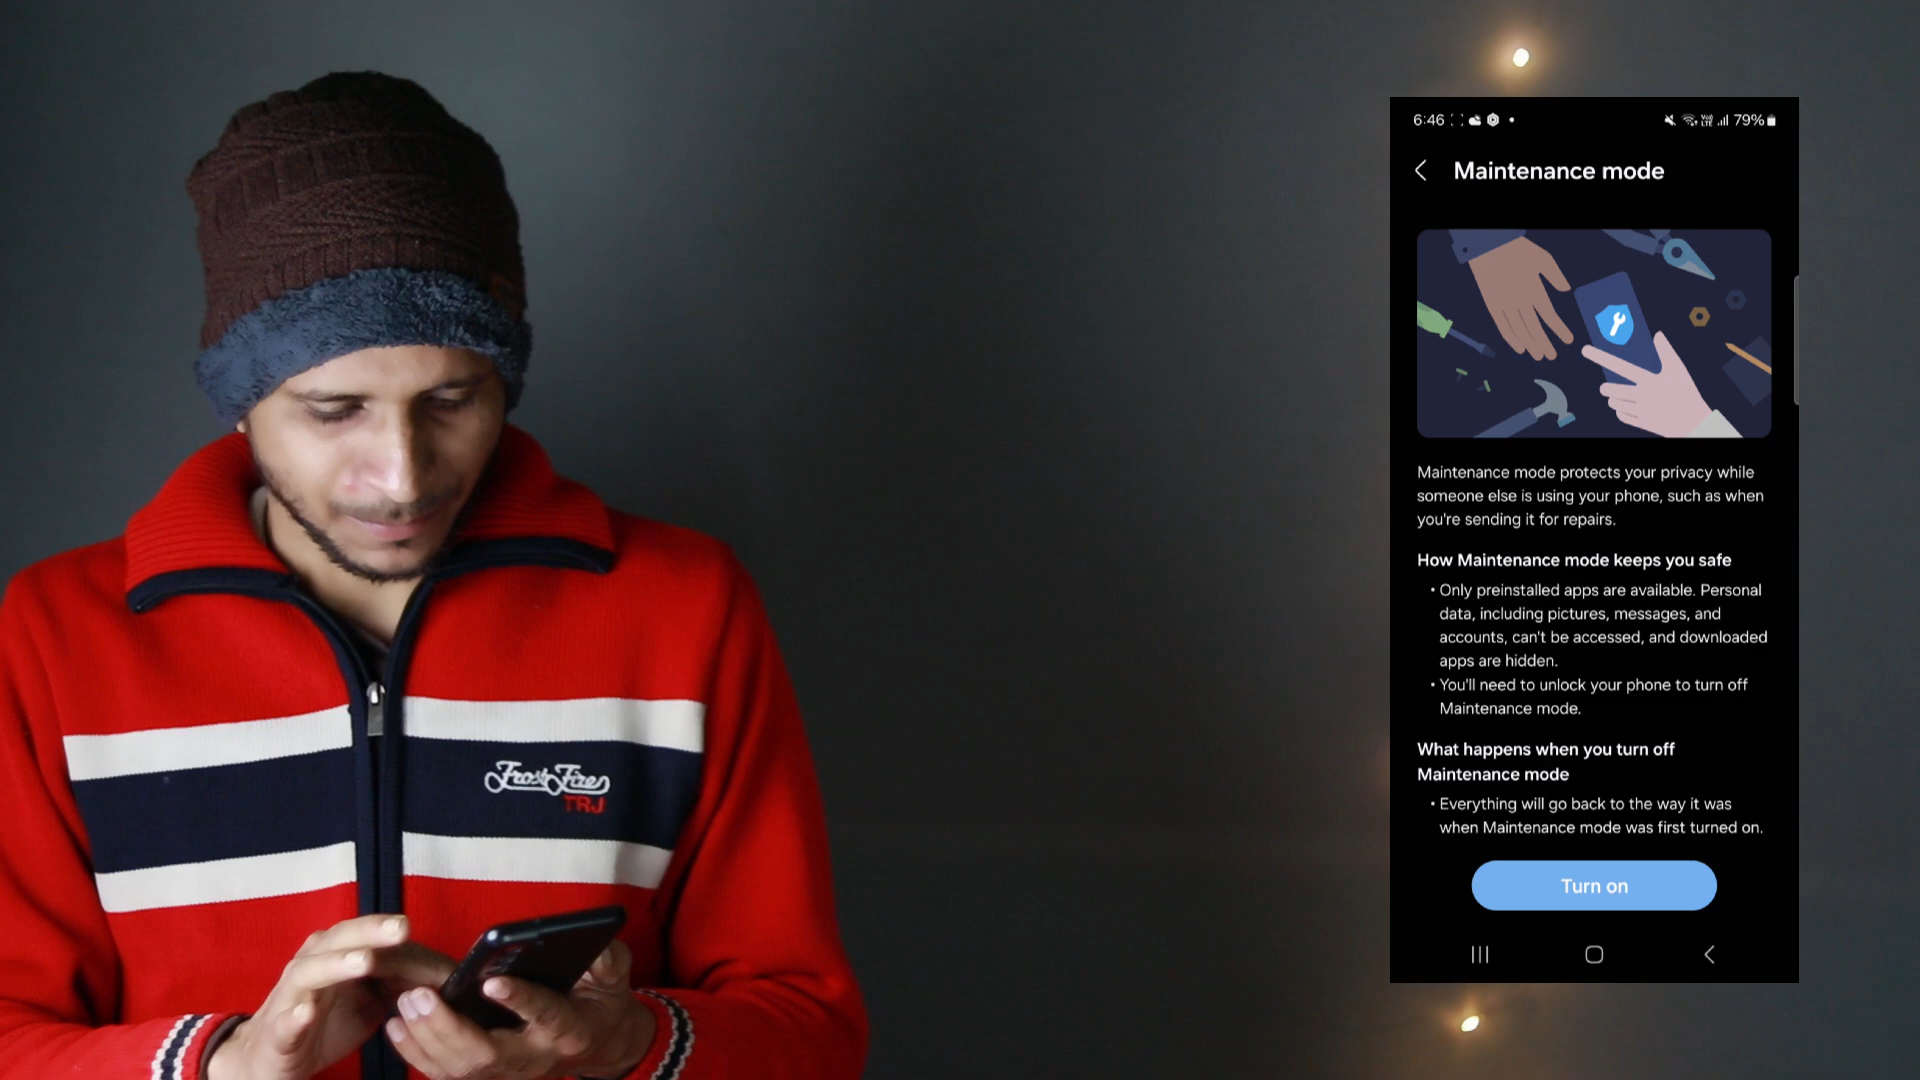 Frost Fire
TRJ
6:46 79%
Maintenance mode
Maintenance mode protects your privacy while
someone else is using your phone, such as when
you're sending it for repairs.
How Maintenance mode keeps you safe
• Only preinstalled apps are available. Personal
data, including pictures, messages, and
accounts, can't be accessed, and downloaded
apps are hidden.
• You'll need to unlock your phone to turn off
Maintenance mode.
What happens when you turn off
Maintenance mode
• Everything will go back to the way it was
when Maintenance mode was first turned on.
Turn on